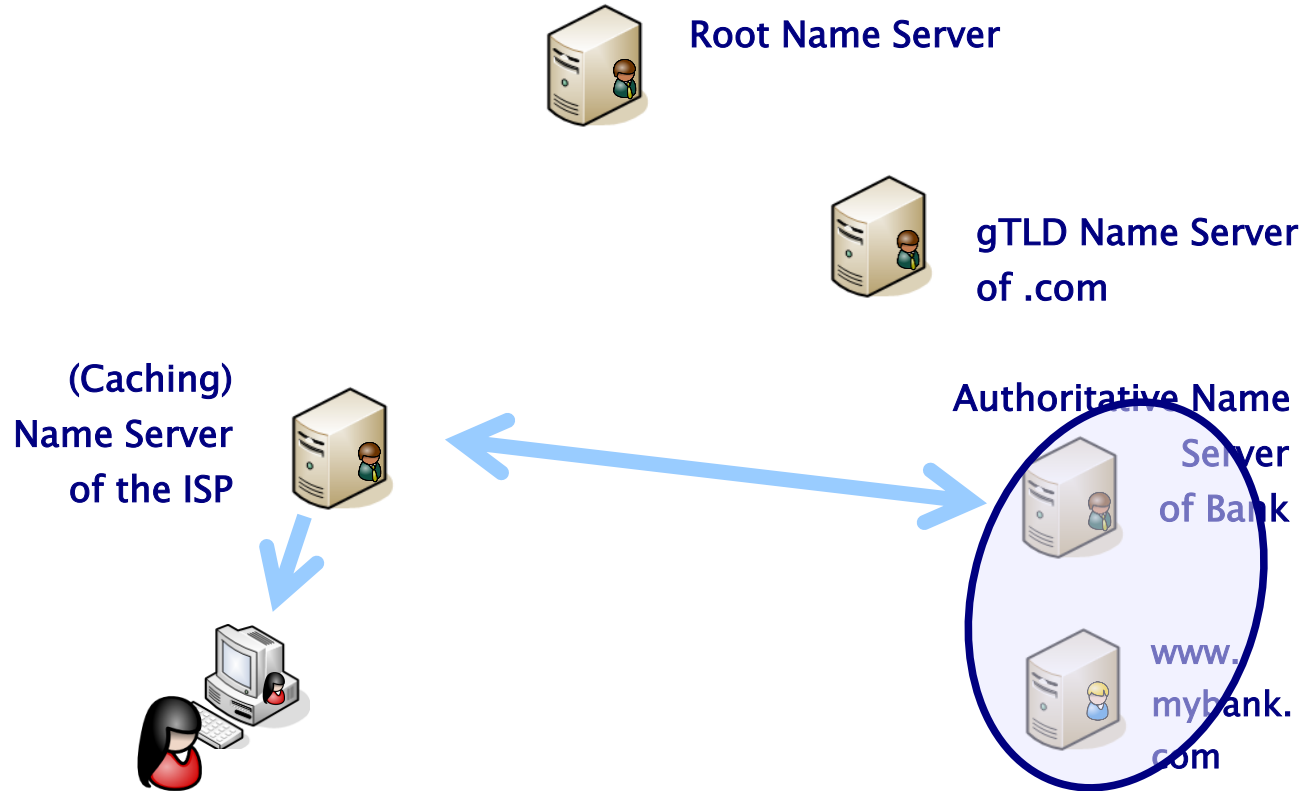 Root Name Server
gTLD Name Server
of .com
(Caching)
Name Server
of the ISP
Authoritative Name
Server
of Bank
www.
mybank.
com